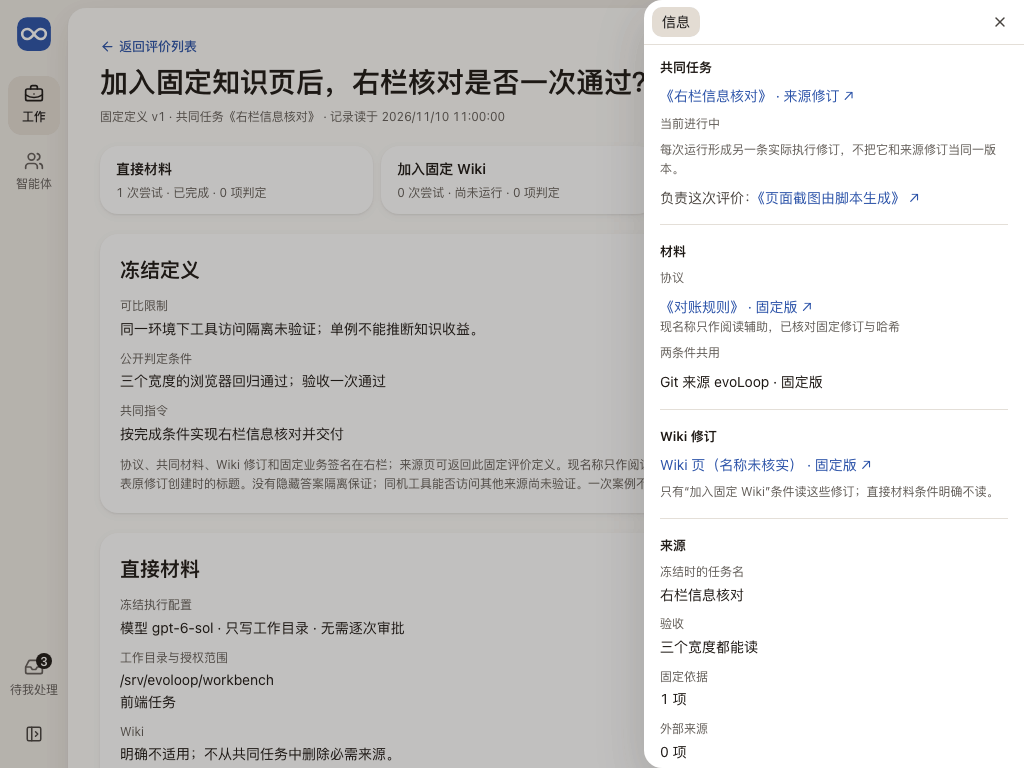 工作
智能体
3
待我处理
返回评价列表
加入固定知识页后，右栏核对是否一次通过?
固定定义 v1 · 共同任务《右栏信息核对》 · 记录读于 2026/11/10 11:00:00
直接材料
1 次尝试 · 已完成 · 0 项判定
加入固定 Wiki
0 次尝试 · 尚未运行 · 0 项判定
冻结定义
可比限制
同一环境下工具访问隔离未验证；单例不能推断知识收益。
公开判定条件
三个宽度的浏览器回归通过；验收一次通过
共同指令
按完成条件实现右栏信息核对并交付
协议、共同材料、Wiki 修订和固定业务签名在右栏；来源页可返回此固定评价定义。现名称只作阅
表原修订创建时的标题。没有隐藏答案隔离保证；同机工具能否访问其他来源尚未验证。一次案例
直接材料
冻结执行配置
模型 gpt-6-sol · 只写工作目录 · 无需逐次审批
工作目录与授权范围
/srv/evoloop/workbench
前端任务
Wiki
明确不适用；不从共同任务中删除必需来源。
信息
共同任务
《右栏信息核对》 · 来源修订
当前进行中
每次运行形成另一条实际执行修订，不把它和来源修订当同一版
本。
负责这次评价:《页面截图由脚本生成》
材料
协议
《对账规则》 · 固定版
现名称只作阅读辅助，已核对固定修订与哈希
两条件共用
Git 来源 evoLoop · 固定版
Wiki 修订
Wiki 页（名称未核实） · 固定版
只有“加入固定 Wiki”条件读这些修订；直接材料条件明确不读。
来源
冻结时的任务名
右栏信息核对
验收
三个宽度都能读
固定依据
1 项
外部来源
0 项